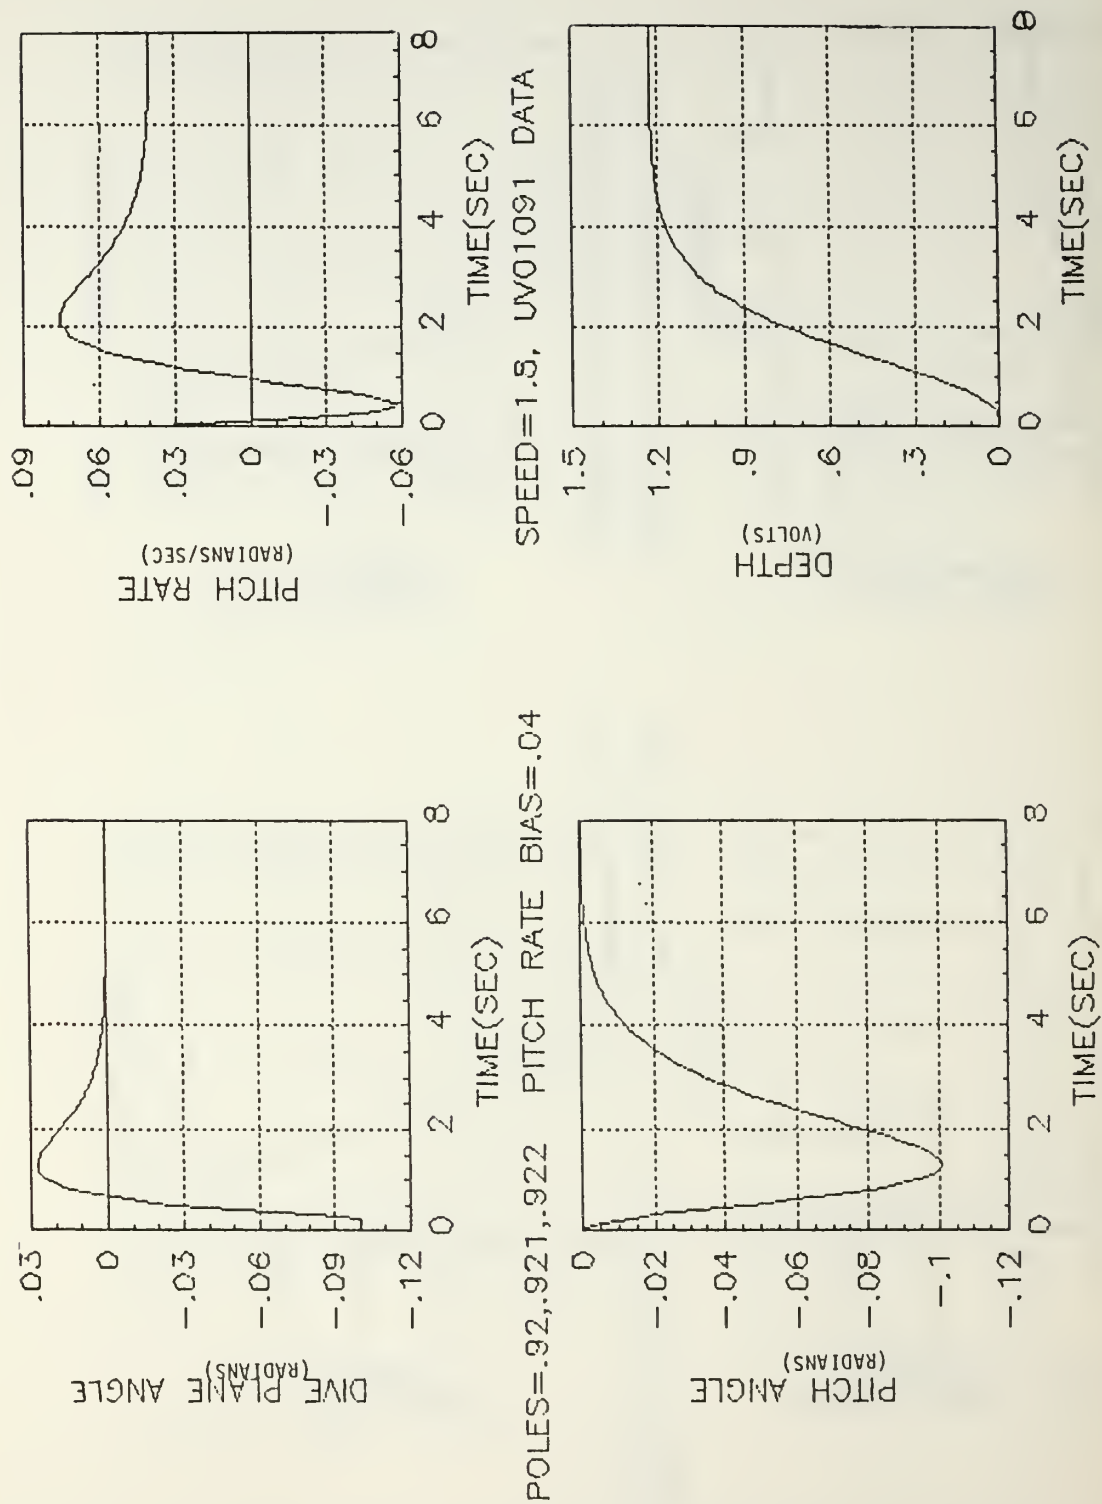 DIVE PLANE ANGLE
(RADIANS)
.03
0
-.03
-.06
-.09
-.12
0 2 4 6 8
TIME(SEC)
PITCH RATE
(RADIANS/SEC)
.09
.06
.03
0
-.03
-.06
0 2 4 6 8
TIME(SEC)
POLES=.92,.921,.922 PITCH RATE BIAS=.04
SPEED=1.5, UV01091 DATA
PITCH ANGLE
(RADIANS)
0
-.02
-.04
-.06
-.08
-.1
-.12
0 2 4 6 8
TIME(SEC)
DEPTH
(VOLTS)
1.5
1.2
.9
.6
.3
0
0 2 4 6 8
TIME(SEC)